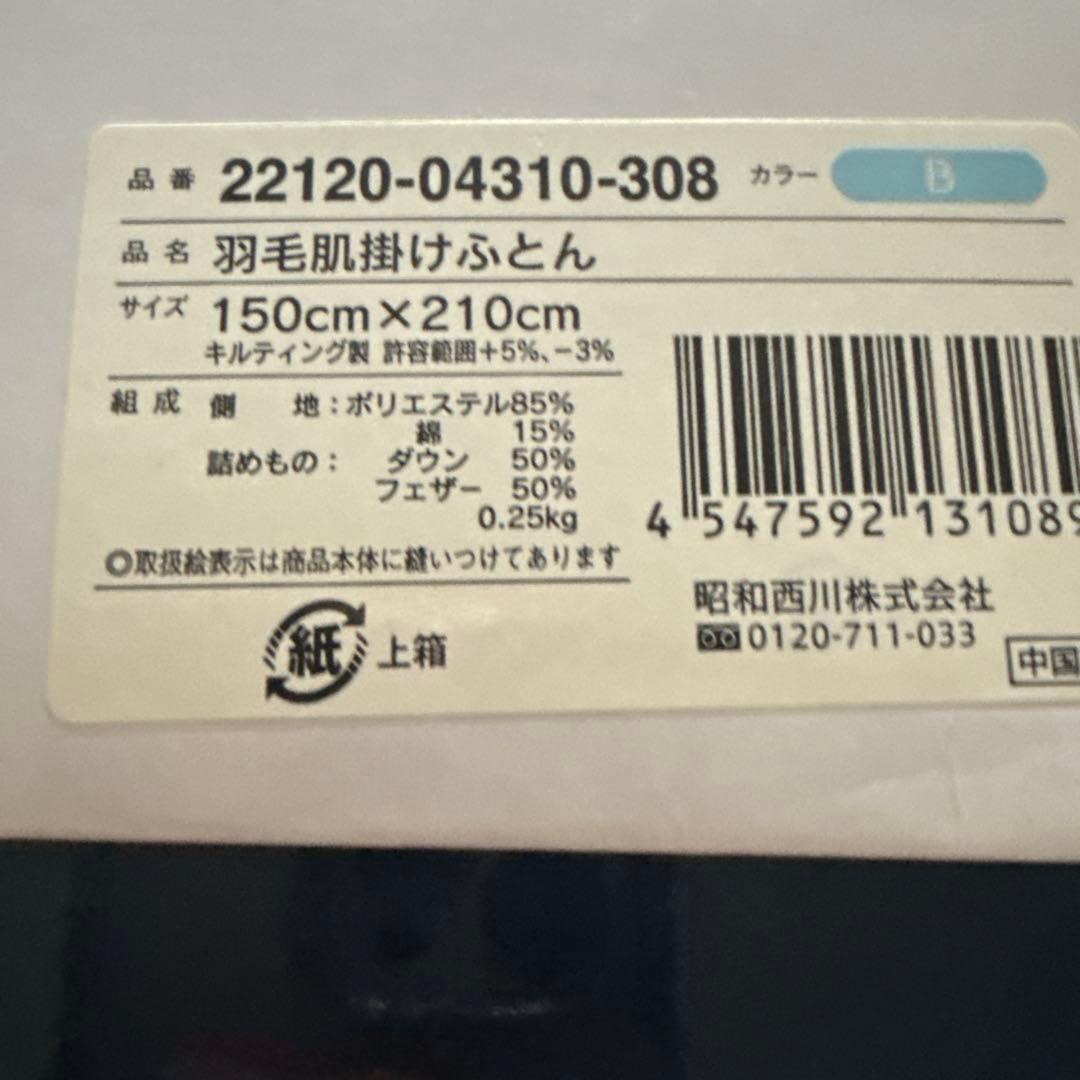 品番 22120-04310-308 カラー B
品名 羽毛肌掛けふとん
サイズ 150cm×210cm
キルティング製 許容範囲+5%、-3%
組成 側 地:ポリエステル85%
綿 15%
詰めもの: ダウン 50%
フェザー 50%
0.25kg
◎取扱絵表示は商品本体に縫いつけてあります
紙 上箱
4 547592 131089
昭和西川株式会社
0120-711-033
中国